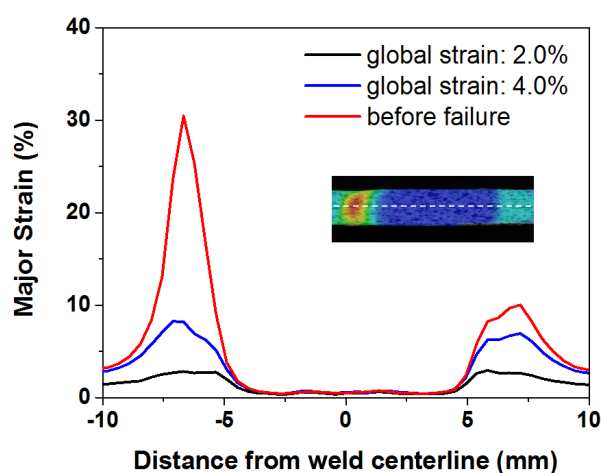 40
30
20
10
0
Major Strain (%)
global strain: 2.0%
global strain: 4.0%
before failure
-10
-5
0
5
10
Distance from weld centerline (mm)